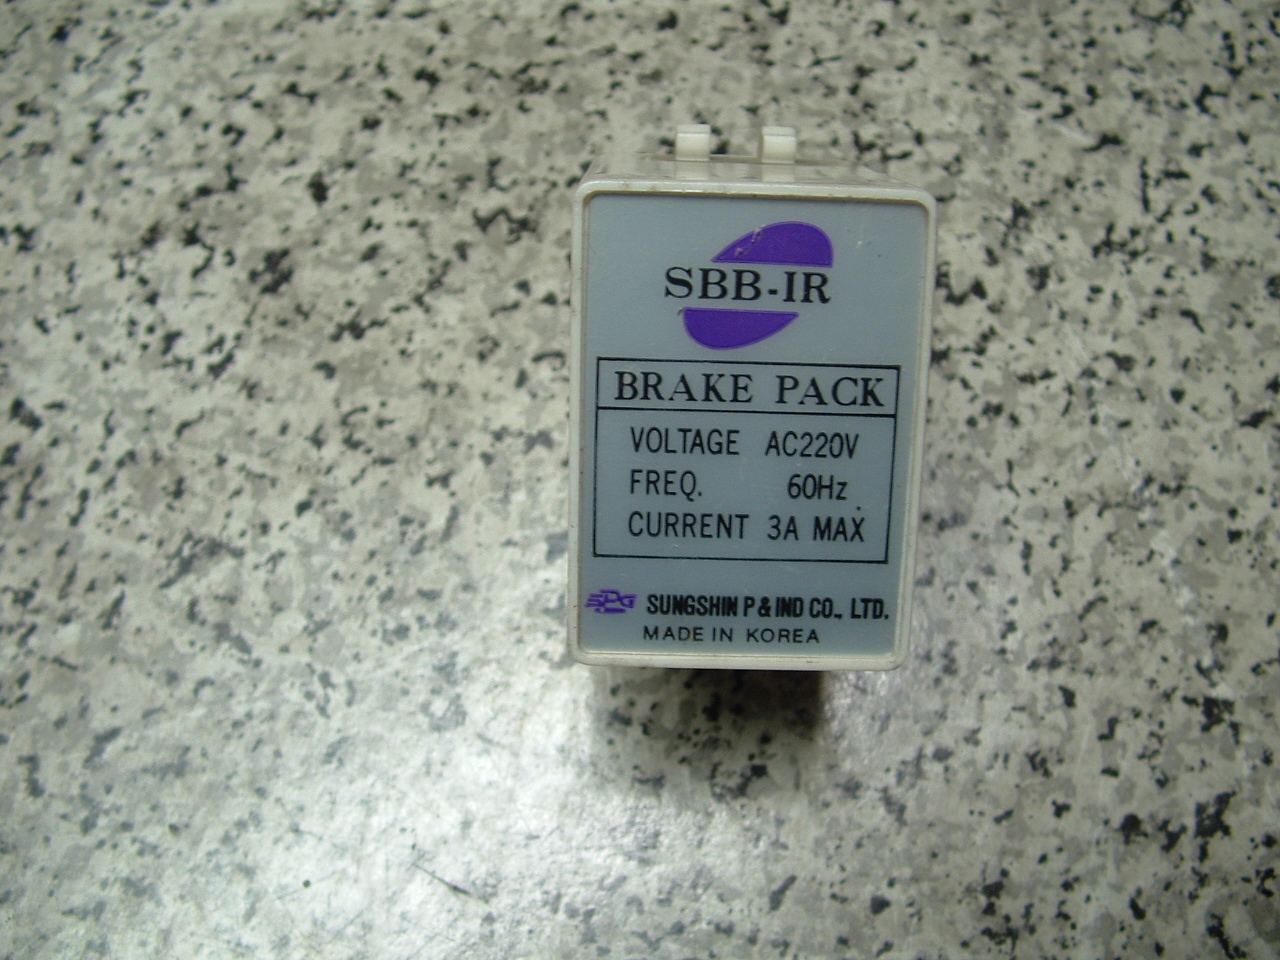 SBB-IR
BRAKE PACK
VOLTAGE AC220V
FREQ. 60Hz
CURRENT 3A MAX
SPG SUNGSHIN P & IND CO., LTD.
MADE IN KOREA